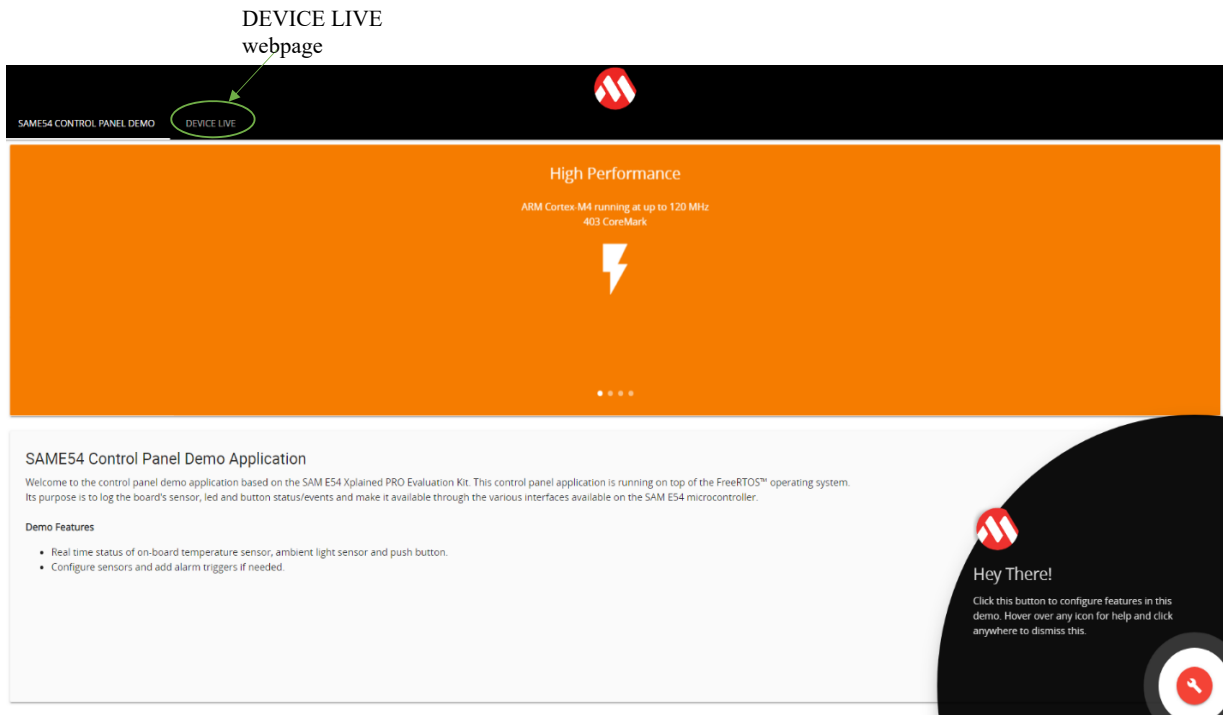 DEVICE LIVE
webpage
SAME54 CONTROL PANEL DEMO DEVICE LIVE
High Performance
ARM Cortex-M4 running at up to 120 MHz
403 CoreMark
SAME54 Control Panel Demo Application
Welcome to the control panel demo application based on the SAM E54 Xplained PRO Evaluation Kit. This control panel application is running on top of the FreeRTOS™ operating system.
Its purpose is to log the board's sensor, led and button status/events and make it available through the various interfaces available on the SAM E54 microcontroller.
Demo Features
• Real time status of on-board temperature sensor, ambient light sensor and push button.
• Configure sensors and add alarm triggers if needed.
Hey There!
Click this button to configure features in this
demo. Hover over any icon for help and click
anywhere to dismiss this.